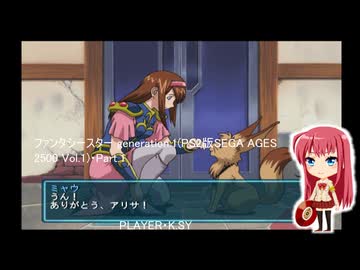 ファンタシースター generation:1(PS2版SEGA AGES
2500 Vol.1)・Part.1
ミャウ
うん！
ありがとう、アリサ！
PLAYER:K.SY